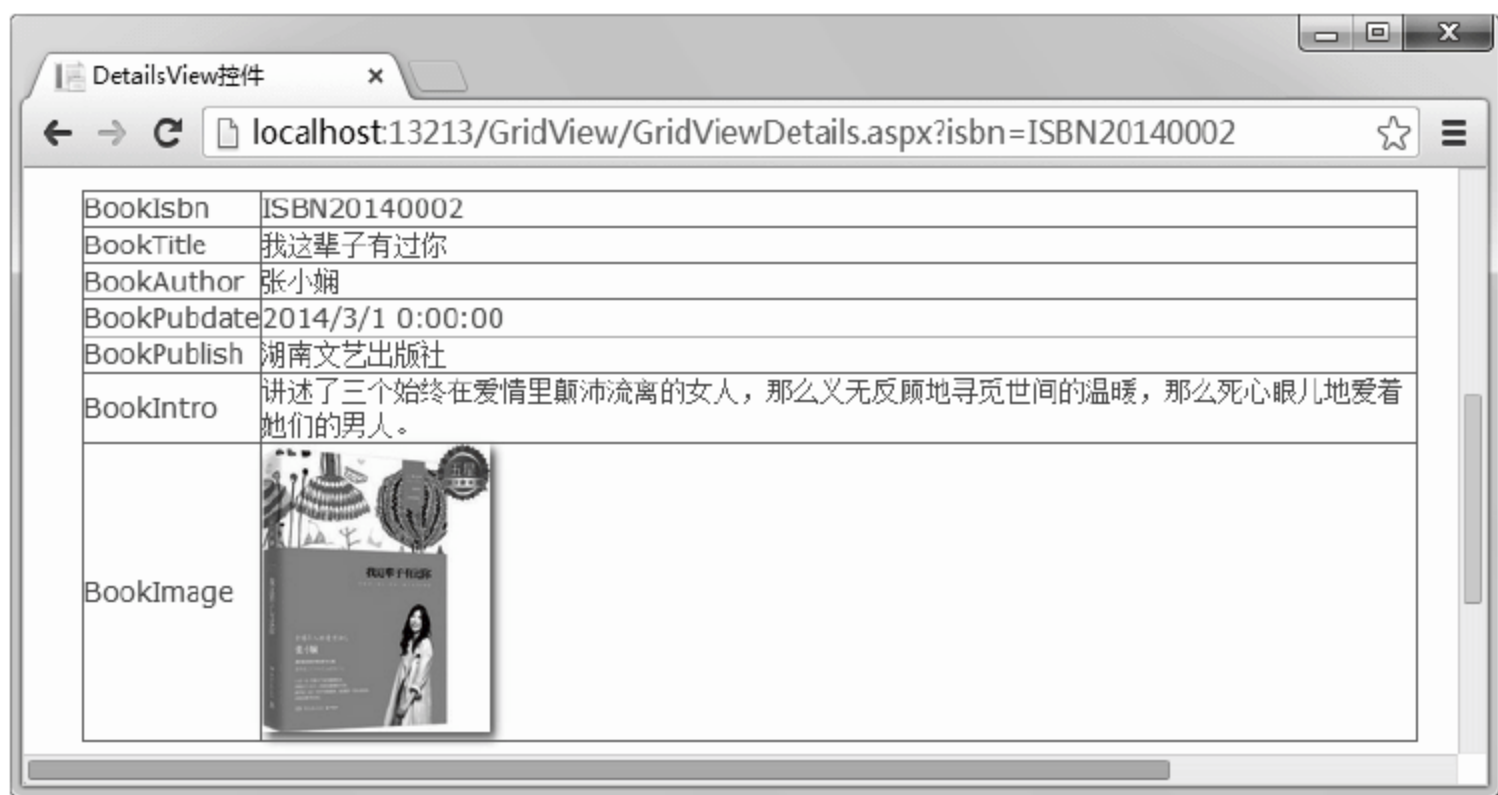 DetailsView控件
localhost:13213/GridView/GridViewDetails.aspx?isbn=ISBN20140002
BookIsbn ISBN20140002
BookTitle 我这辈子有过你
BookAuthor 张小娴
BookPubdate 2014/3/1 0:00:00
BookPublish 湖南文艺出版社
BookIntro 讲述了三个始终在爱情里颠沛流离的女人，那么义无反顾地寻觅世间的温暖，那么死心眼儿地爱着
她们的男人。
BookImage
我这辈子有过你
张小娴